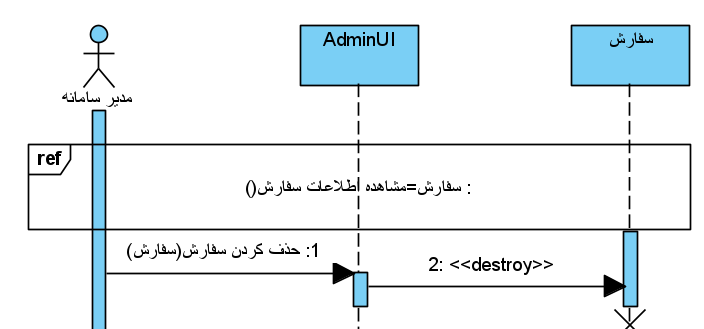 AdminUI
سفارش
مدیر سامانه
ref
سفارش=مشاهده اطلاعات سفارش() :
1: حذف کردن سفارش(سفارش)
2: <<destroy>>